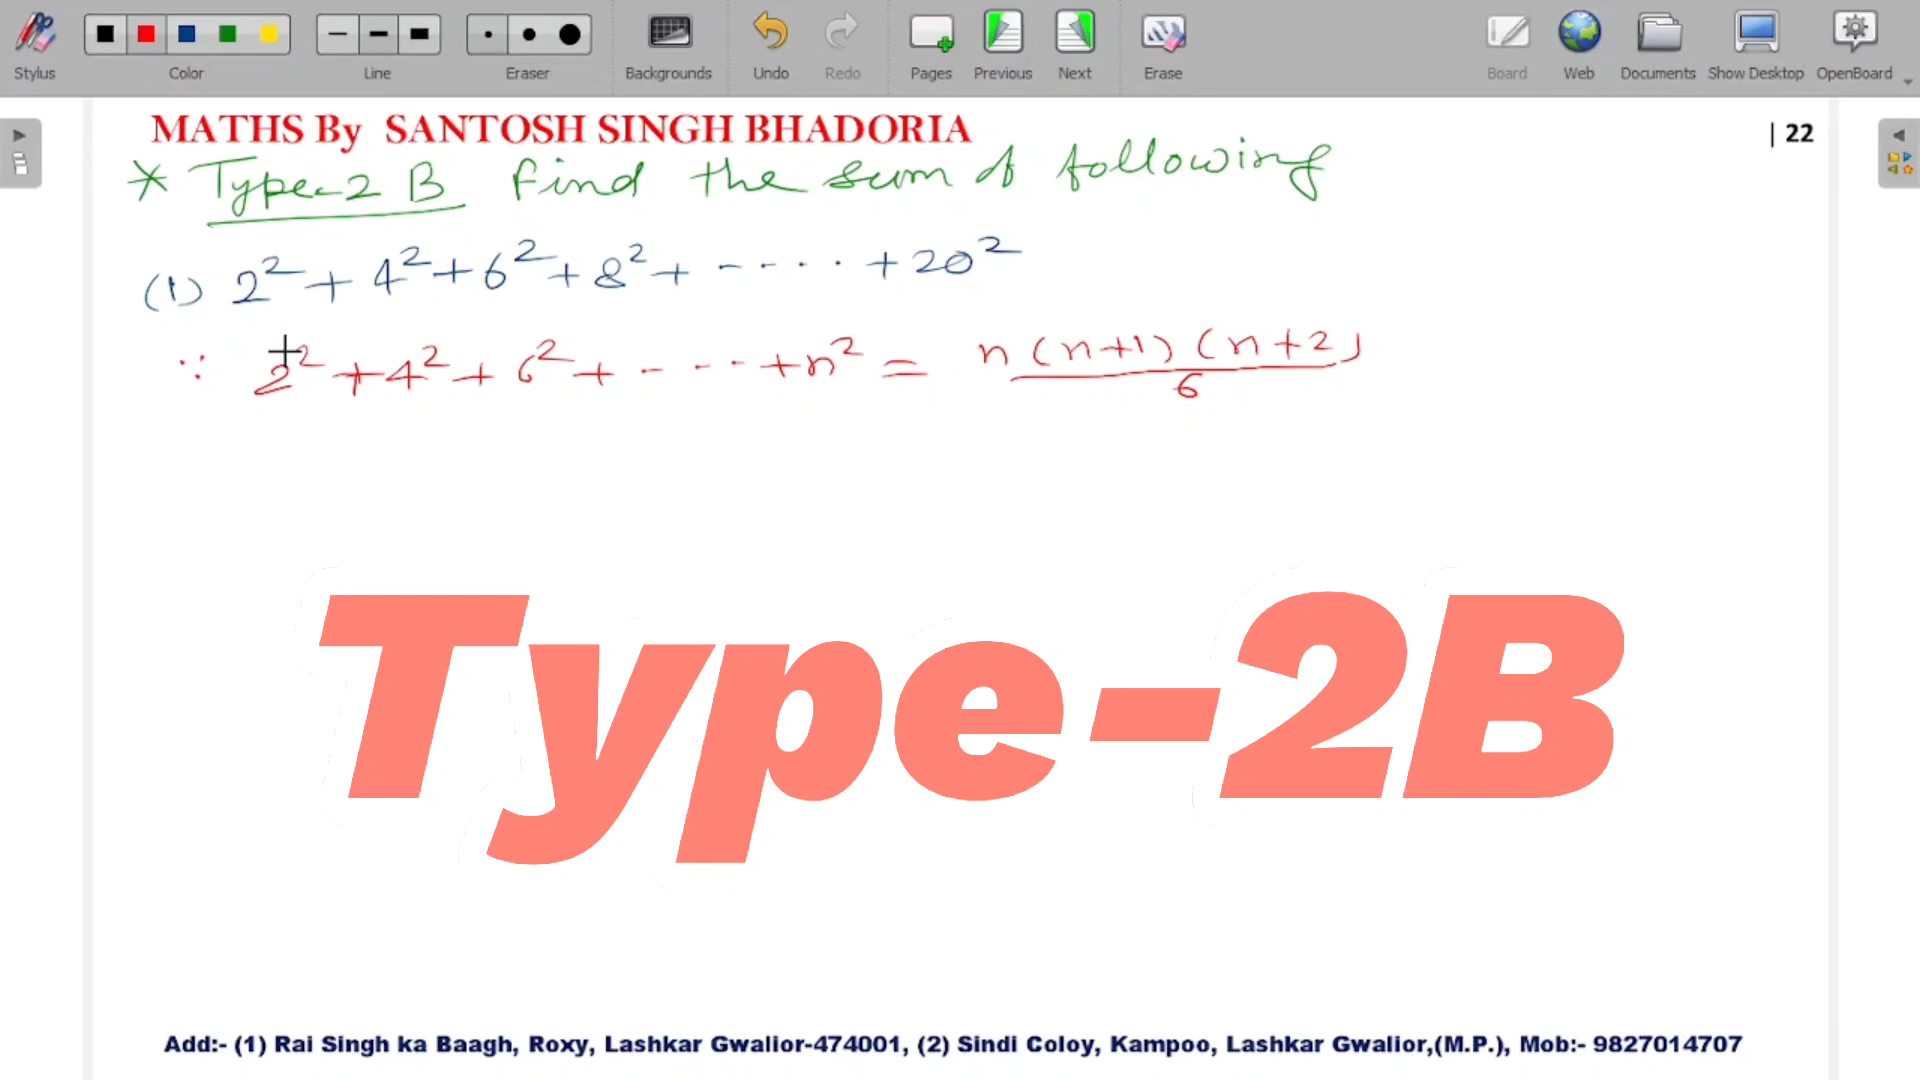 Stylus Color Line Eraser Backgrounds Undo Redo Pages Previous Next Erase Board Web Documents Show Desktop OpenBoard
MATHS By SANTOSH SINGH BHADORIA | 22
* Type-2 B find the sum of following
(1) 2² + 4² + 6² + 8² + - - · · · + 20²
∵ 2² + 4² + 6² + - - - · · + n² = n(n+1)(n+2)/6
Type-2B
Add:- (1) Rai Singh ka Baagh, Roxy, Lashkar Gwalior-474001, (2) Sindi Coloy, Kampoo, Lashkar Gwalior,(M.P.), Mob:- 9827014707